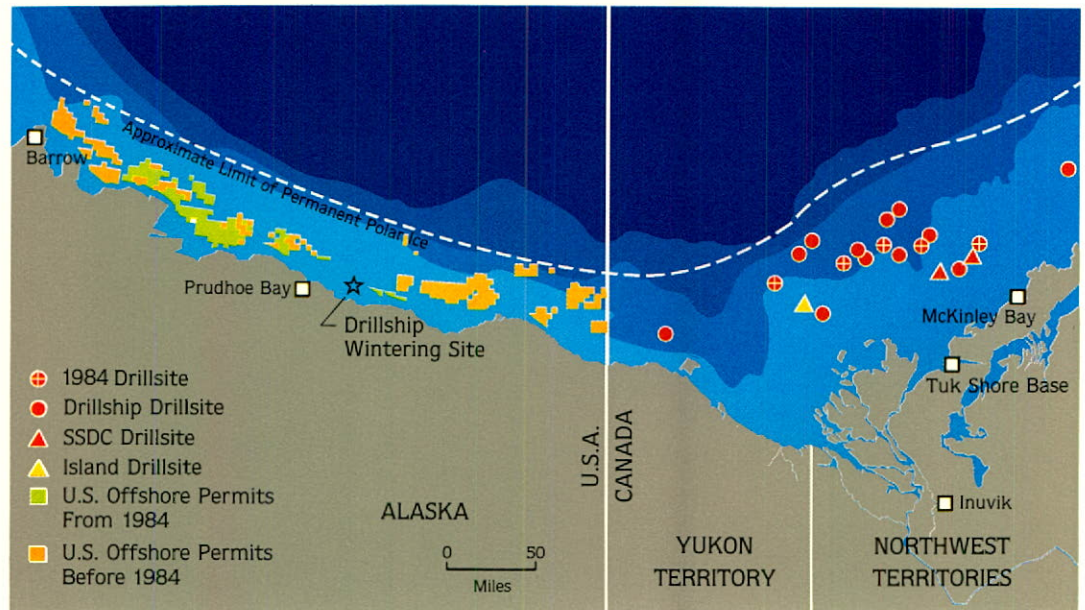 Approximate Limit of Permanent Polar Ice
Barrow
Prudhoe Bay
Drillship
Wintering Site
McKinley Bay
Tuk Shore Base
Inuvik
1984 Drillsite
Drillship Drillsite
SSDC Drillsite
Island Drillsite
U.S. Offshore Permits
From 1984
U.S. Offshore Permits
Before 1984
ALASKA
0 50
Miles
U.S.A.
CANADA
YUKON
TERRITORY
NORTHWEST
TERRITORIES